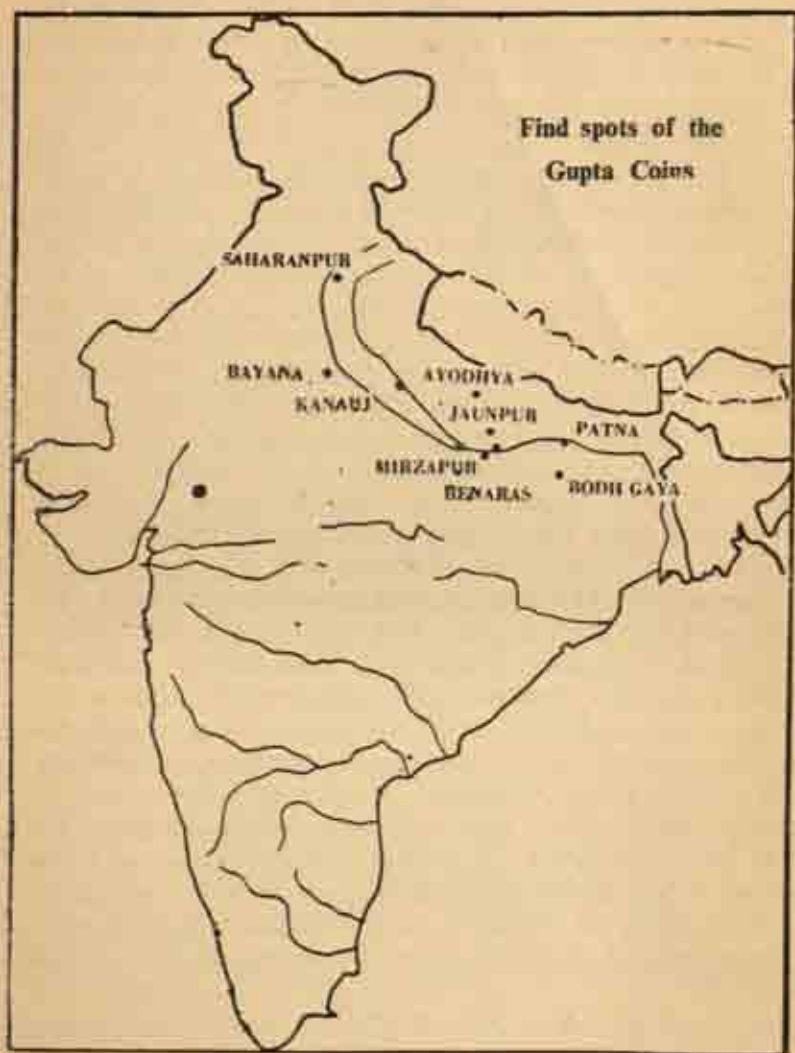 Find spots of the
Gupta Coins
SAHARANPUR
BAYANA
AYODHYA
KANAUJ
JAUNPUR
PATNA
MIRZAPUR
BENARAS
BODH GAYA